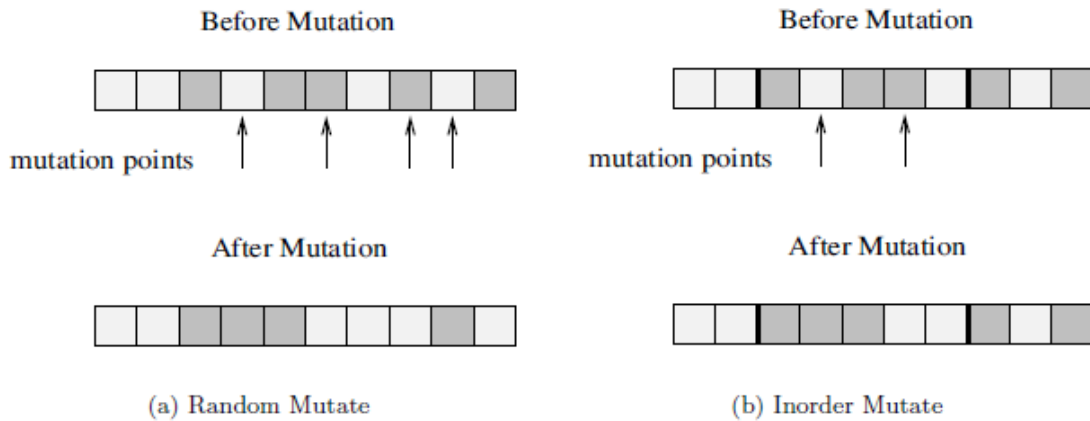 Before Mutation
mutation points
After Mutation
(a) Random Mutate
Before Mutation
mutation points
After Mutation
(b) Inorder Mutate